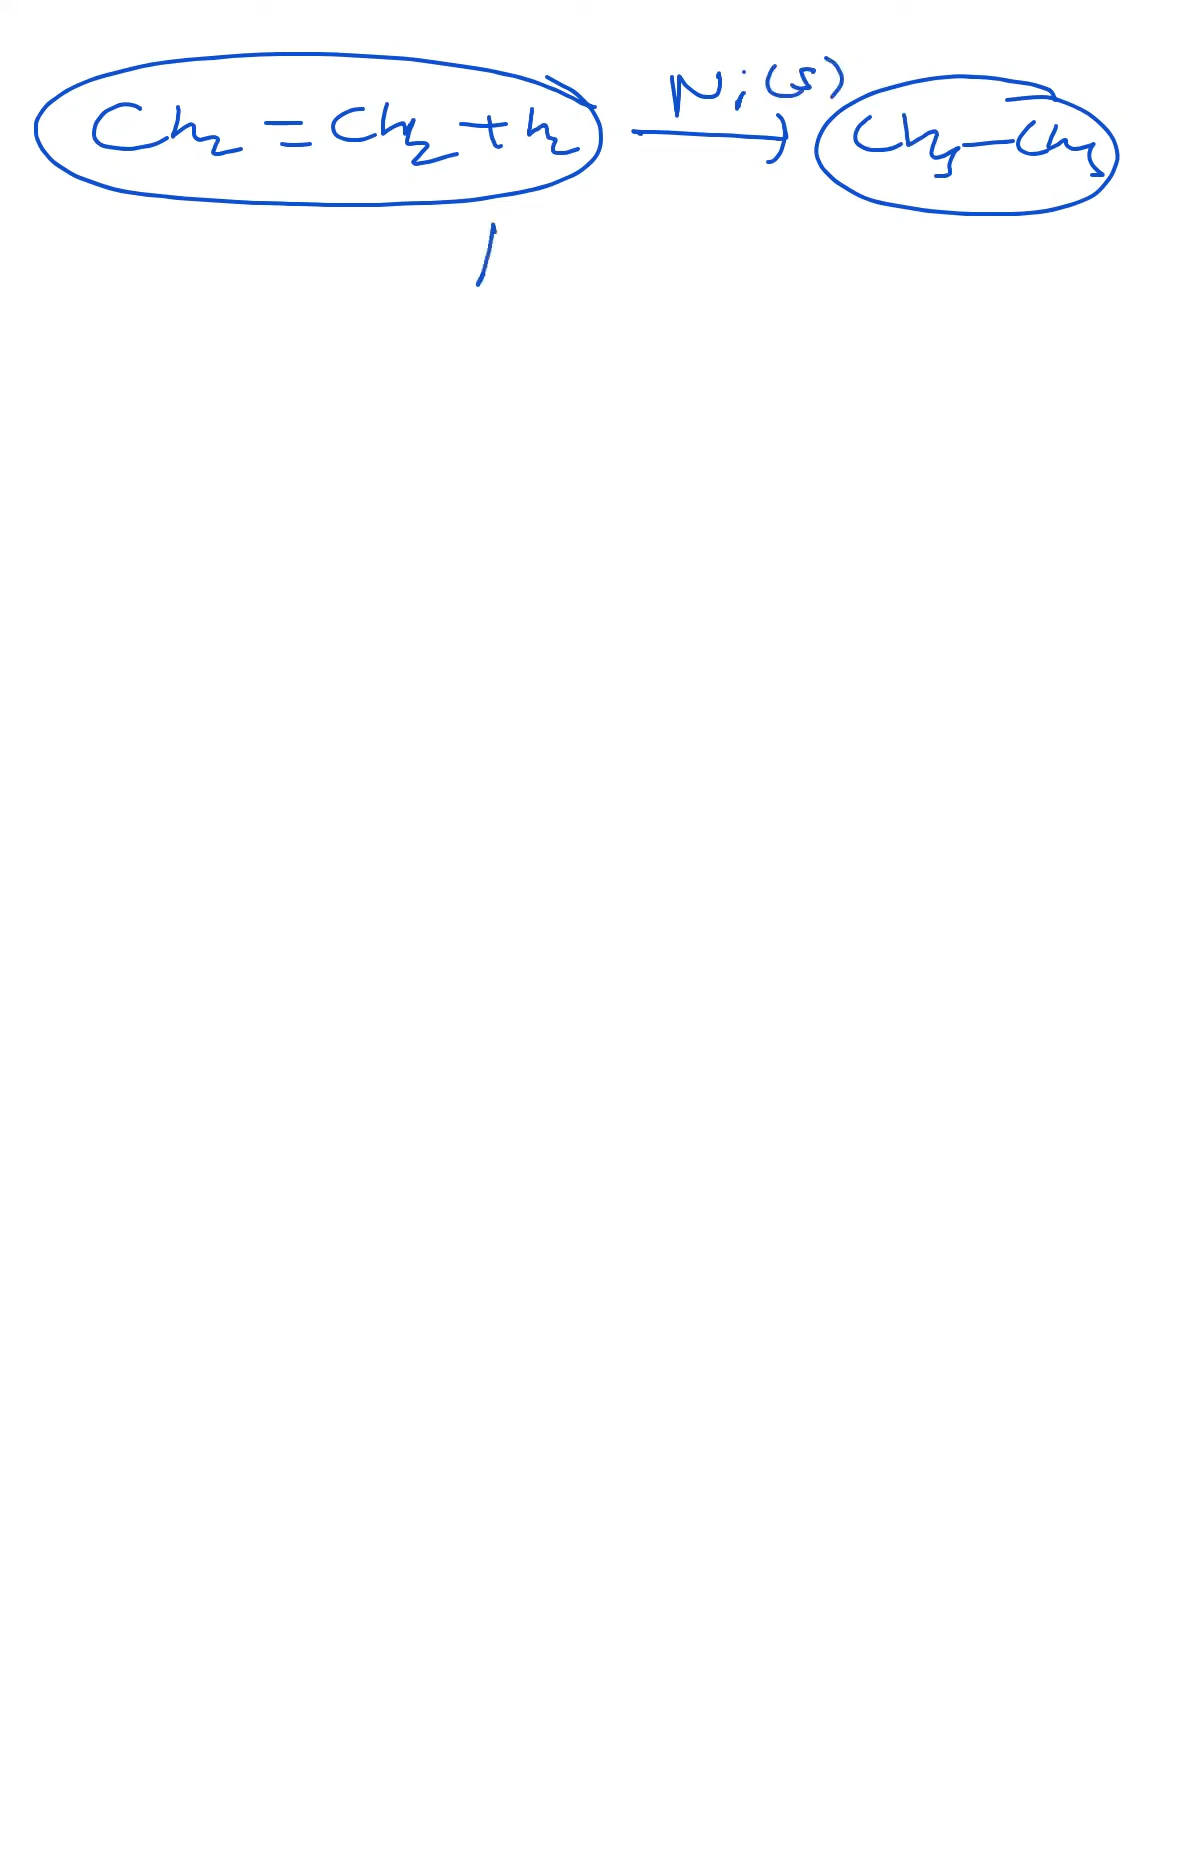 CH₂ = CH₂ + H₂ ⟶ Ni(s) CH₃ — CH₃